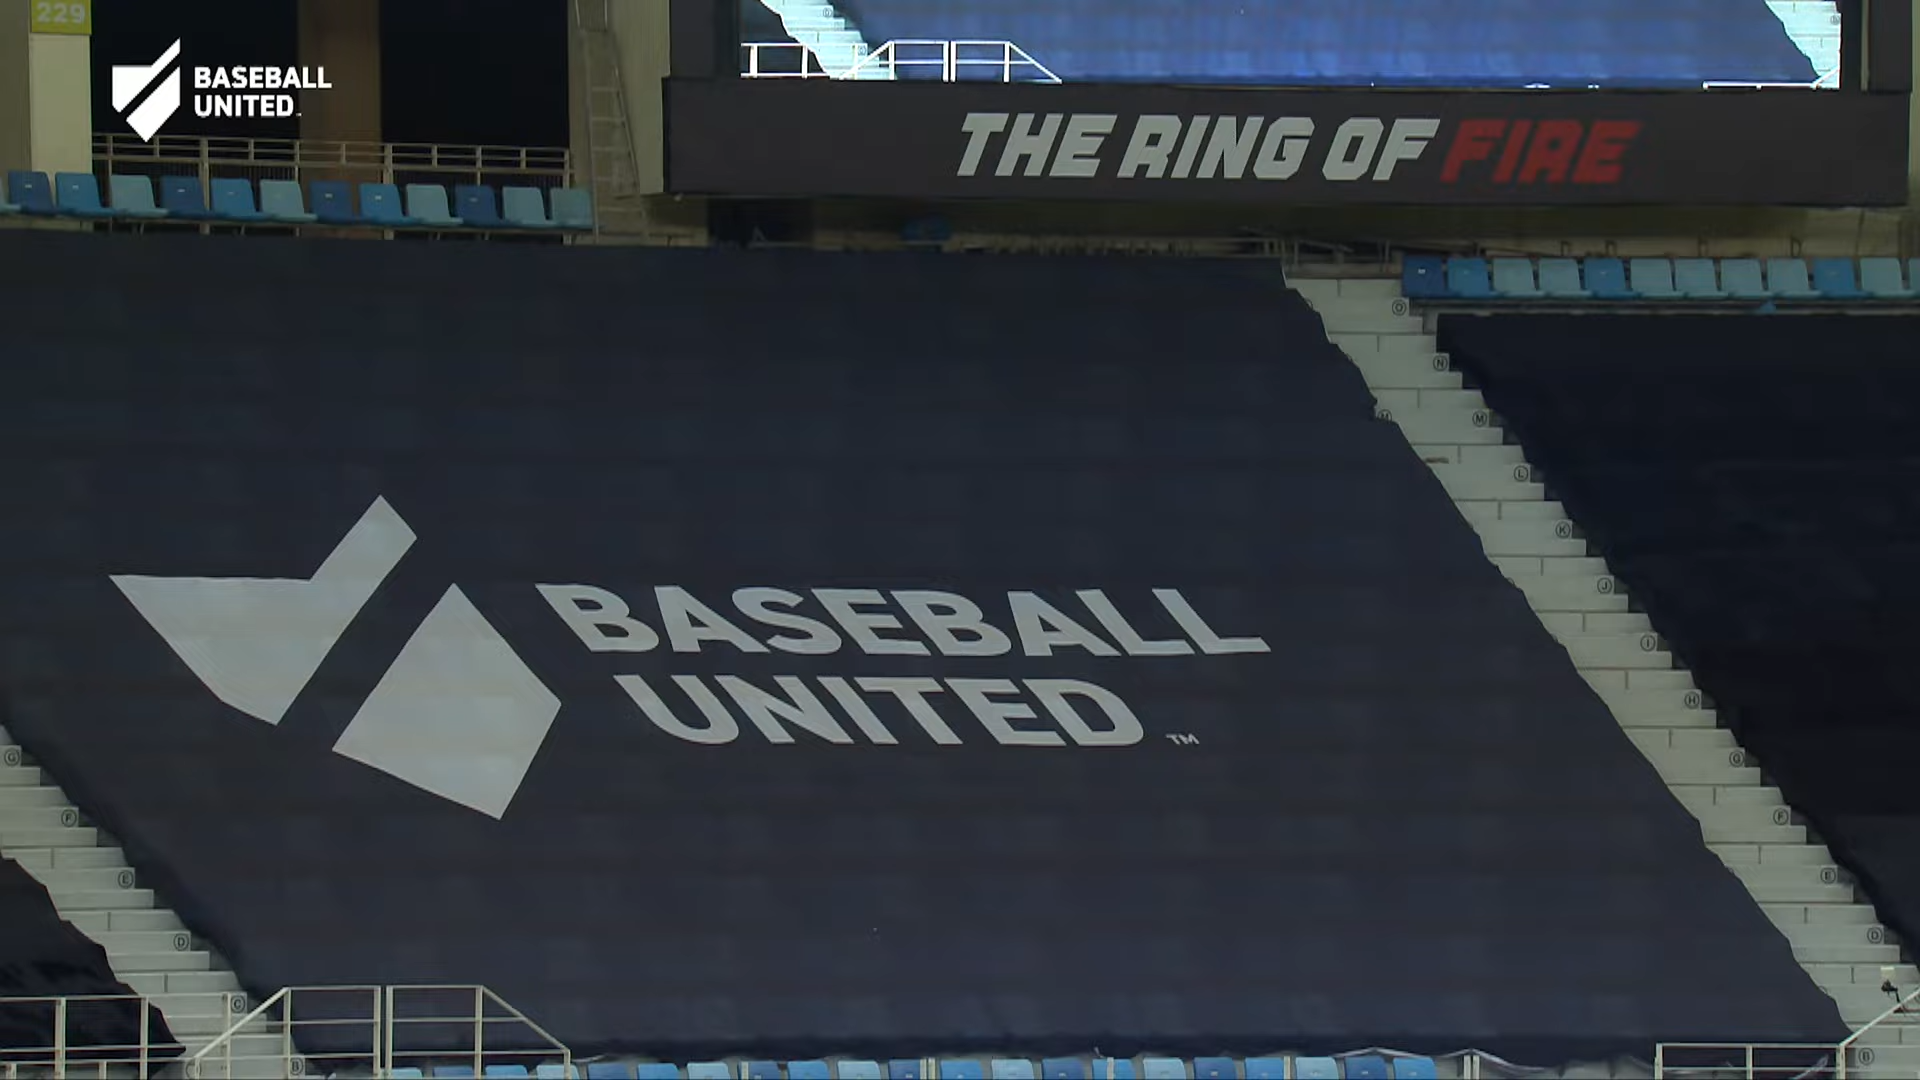 229
BASEBALL
UNITED
THE RING OF FIRE
O
N
M
M
L
K
BASEBALL
UNITED ™
J
I
H
G
G
F
F
E
E
D
D
C
B
B